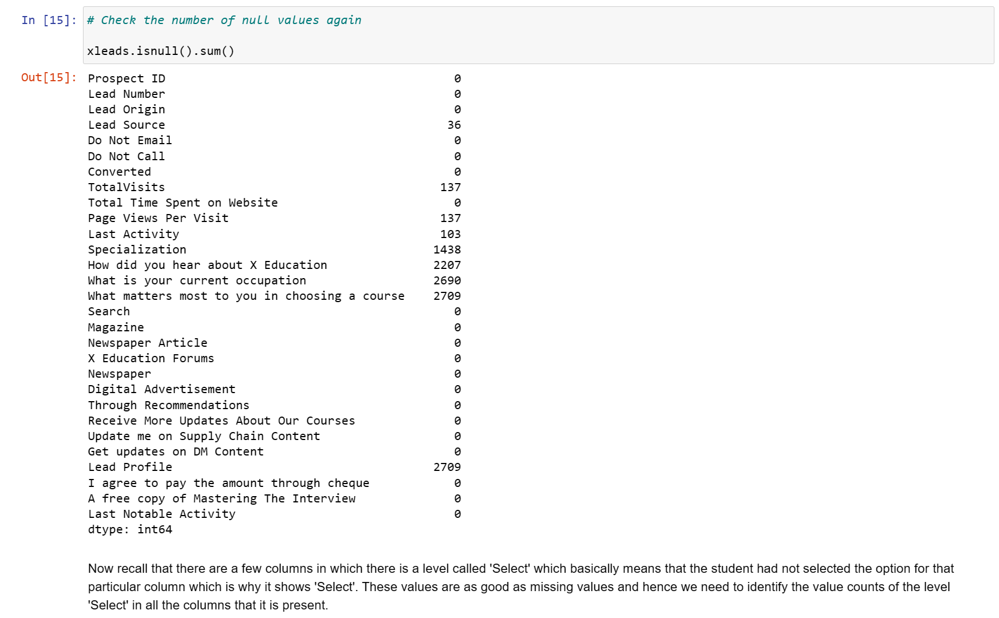 In [15]: # Check the number of null values again
xleads.isnull().sum()
Out[15]: Prospect ID 0
Lead Number 0
Lead Origin 0
Lead Source 36
Do Not Email 0
Do Not Call 0
Converted 0
TotalVisits 137
Total Time Spent on Website 0
Page Views Per Visit 137
Last Activity 103
Specialization 1438
How did you hear about X Education 2207
What is your current occupation 2690
What matters most to you in choosing a course 2709
Search 0
Magazine 0
Newspaper Article 0
X Education Forums 0
Newspaper 0
Digital Advertisement 0
Through Recommendations 0
Receive More Updates About Our Courses 0
Update me on Supply Chain Content 0
Get updates on DM Content 0
Lead Profile 2709
I agree to pay the amount through cheque 0
A free copy of Mastering The Interview 0
Last Notable Activity 0
dtype: int64
Now recall that there are a few columns in which there is a level called 'Select' which basically means that the student had not selected the option for that
particular column which is why it shows 'Select'. These values are as good as missing values and hence we need to identify the value counts of the level
'Select' in all the columns that it is present.